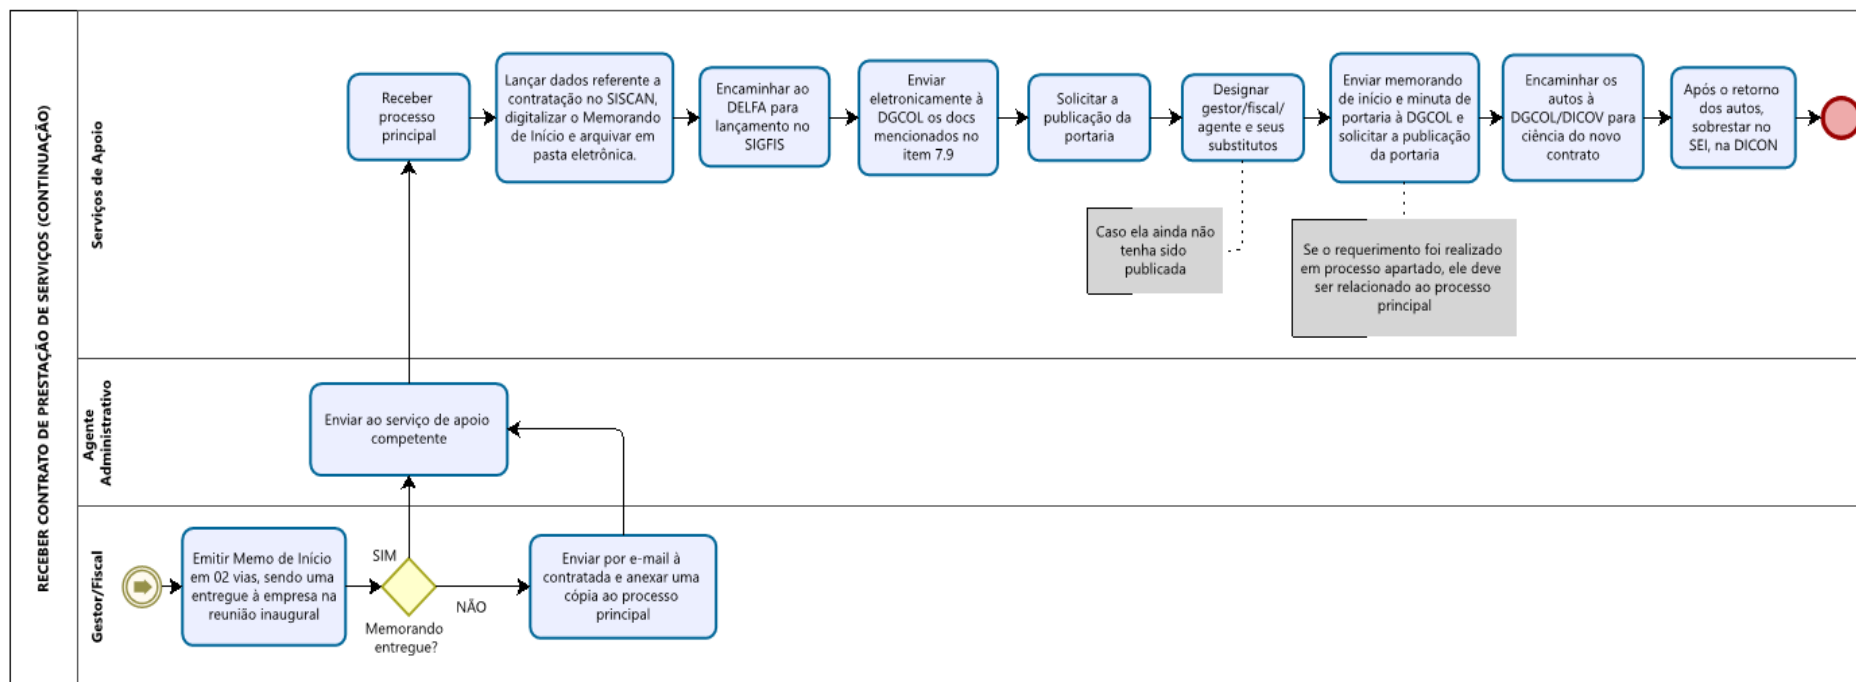 RECEBER CONTRATO DE PRESTAÇÃO DE SERVIÇOS (CONTINUAÇÃO)
Serviços de Apoio
Receber
processo
principal
Lançar dados referente a
contratação no SISCAN,
digitalizar o Memorando
de Início e arquivar em
pasta eletrônica.
Encaminhar ao
DELFA para
lançamento no
SIGFIS
Enviar
eletronicamente à
DGCOL os docs
mencionados no
item 7.9
Solicitar a
publicação da
portaria
Designar
gestor/fiscal/
agente e seus
substitutos
Enviar memorando
de início e minuta de
portaria à DGCOL e
solicitar a publicação
da portaria
Encaminhar os
autos à
DGCOL/DICOV para
ciência do novo
contrato
Após o retorno
dos autos,
sobrestar no
SEI, na DICON
Caso ela ainda não
tenha sido
publicada
Se o requerimento foi realizado
em processo apartado, ele deve
ser relacionado ao processo
principal
Agente
Administrativo
Enviar ao serviço de apoio
competente
Gestor/Fiscal
Emitir Memo de Início
em 02 vias, sendo uma
entregue à empresa na
reunião inaugural
SIM
NÃO
Memorando
entregue?
Enviar por e-mail à
contratada e anexar uma
cópia ao processo
principal